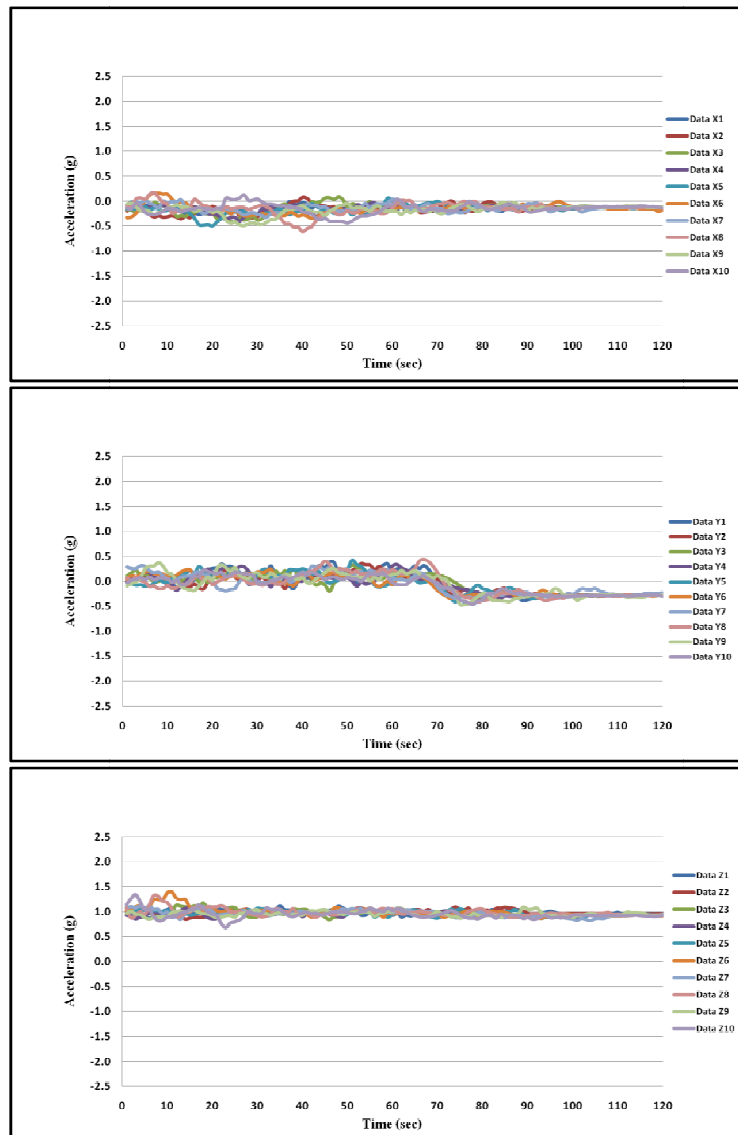 2.5
2.0
1.5
1.0
0.5
0.0
-0.5
-1.0
-1.5
-2.0
-2.5
Acceleration (g)
0 10 20 30 40 50 60 70 80 90 100 110 120
Time (sec)
Data X1
Data X2
Data X3
Data X4
Data X5
Data X6
Data X7
Data X8
Data X9
Data X10
2.5
2.0
1.5
1.0
0.5
0.0
-0.5
-1.0
-1.5
-2.0
-2.5
Acceleration (g)
0 10 20 30 40 50 60 70 80 90 100 110 120
Time (sec)
Data Y1
Data Y2
Data Y3
Data Y4
Data Y5
Data Y6
Data Y7
Data Y8
Data Y9
Data Y10
2.5
2.0
1.5
1.0
0.5
0.0
-0.5
-1.0
-1.5
-2.0
-2.5
Acceleration (g)
0 10 20 30 40 50 60 70 80 90 100 110 120
Time (sec)
Data Z1
Data Z2
Data Z3
Data Z4
Data Z5
Data Z6
Data Z7
Data Z8
Data Z9
Data Z10